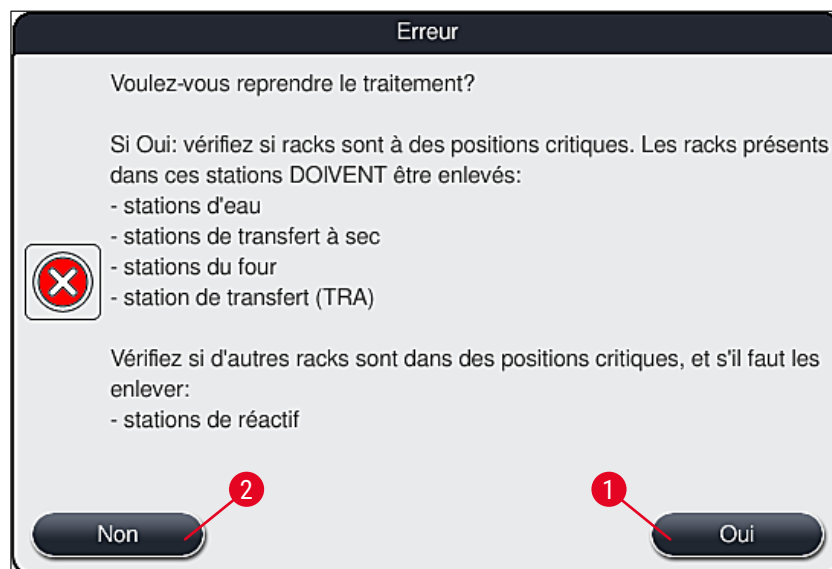 Erreur
Voulez-vous reprendre le traitement?
Si Oui: vérifiez si racks sont à des positions critiques. Les racks présents
dans ces stations DOIVENT être enlevés:
- stations d'eau
- stations de transfert à sec
- stations du four
- station de transfert (TRA)
Vérifiez si d'autres racks sont dans des positions critiques, et s'il faut les
enlever:
- stations de réactif
2
1
Non
Oui